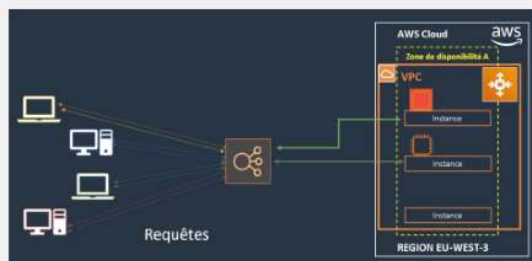 AWS Cloud
aws
Zone de disponibilité A
VPC
Instance
Instance
Instance
Requêtes
REGION EU-WEST-3